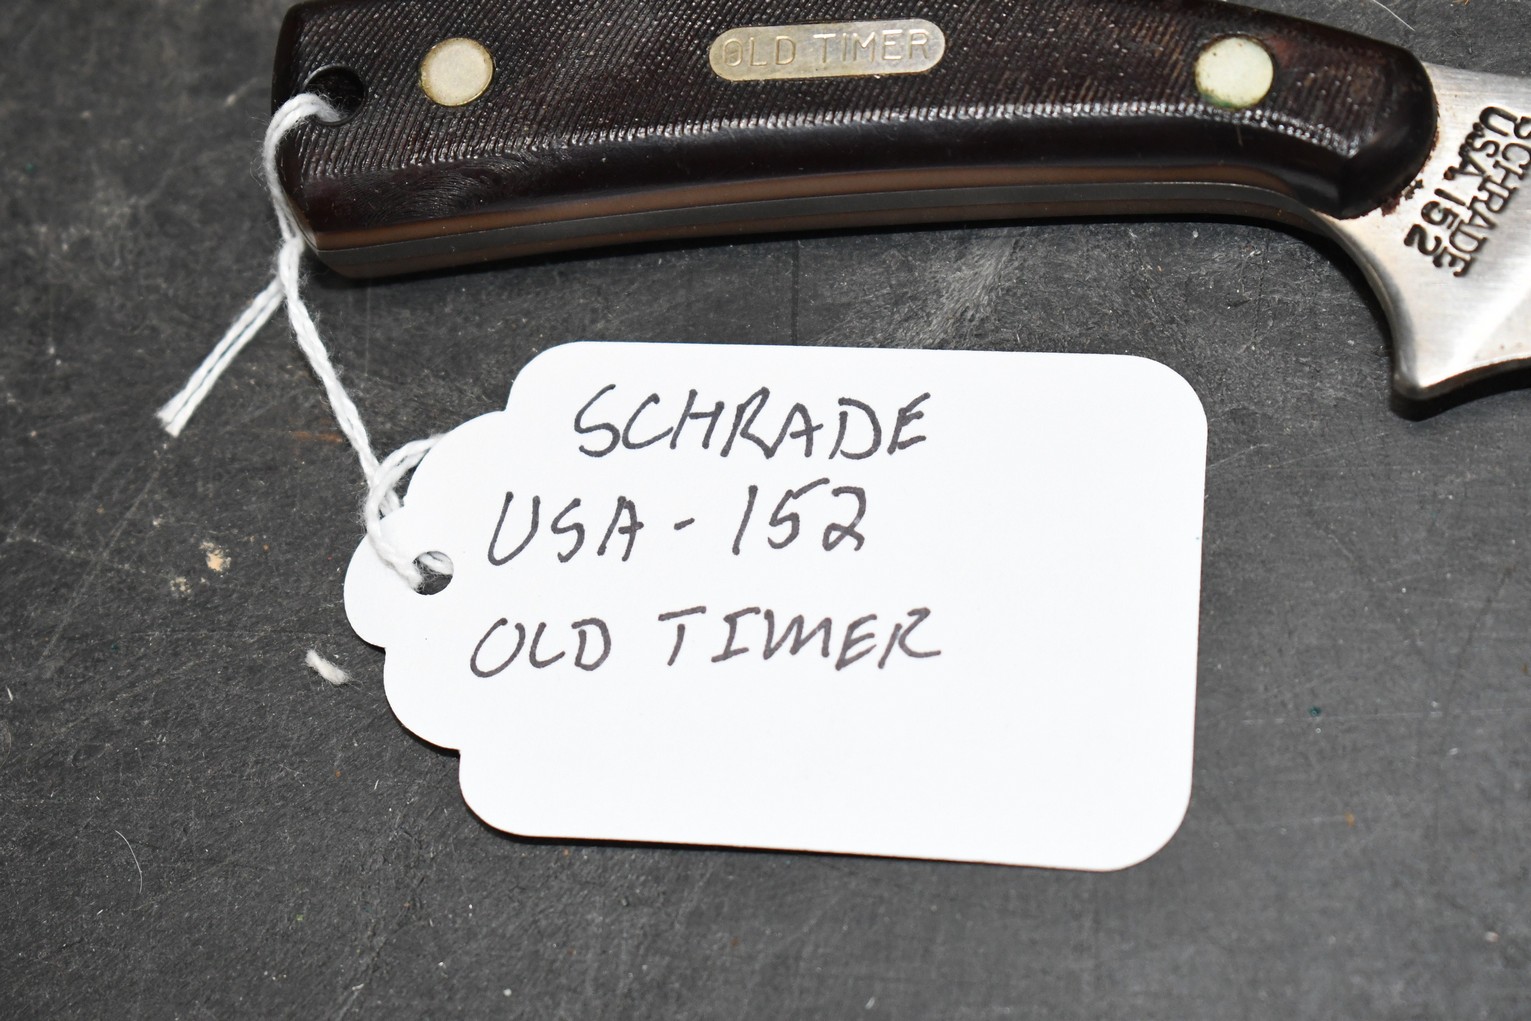 OLD TIMER
SCHRADE
U.S.A. 152
SCHRADE
USA - 152
OLD TIMER